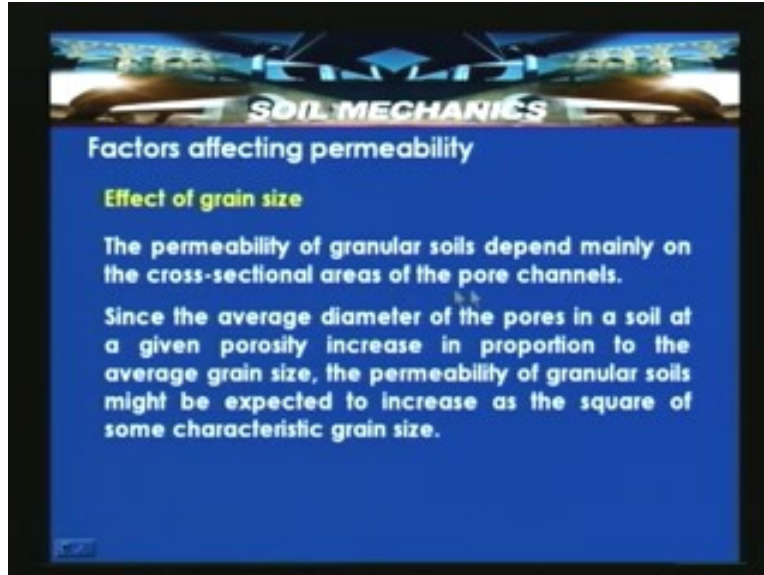 SOIL MECHANICS
Factors affecting permeability
Effect of grain size
The permeability of granular soils depend mainly on
the cross-sectional areas of the pore channels.
Since the average diameter of the pores in a soil at
a given porosity increase in proportion to the
average grain size, the permeability of granular soils
might be expected to increase as the square of
some characteristic grain size.